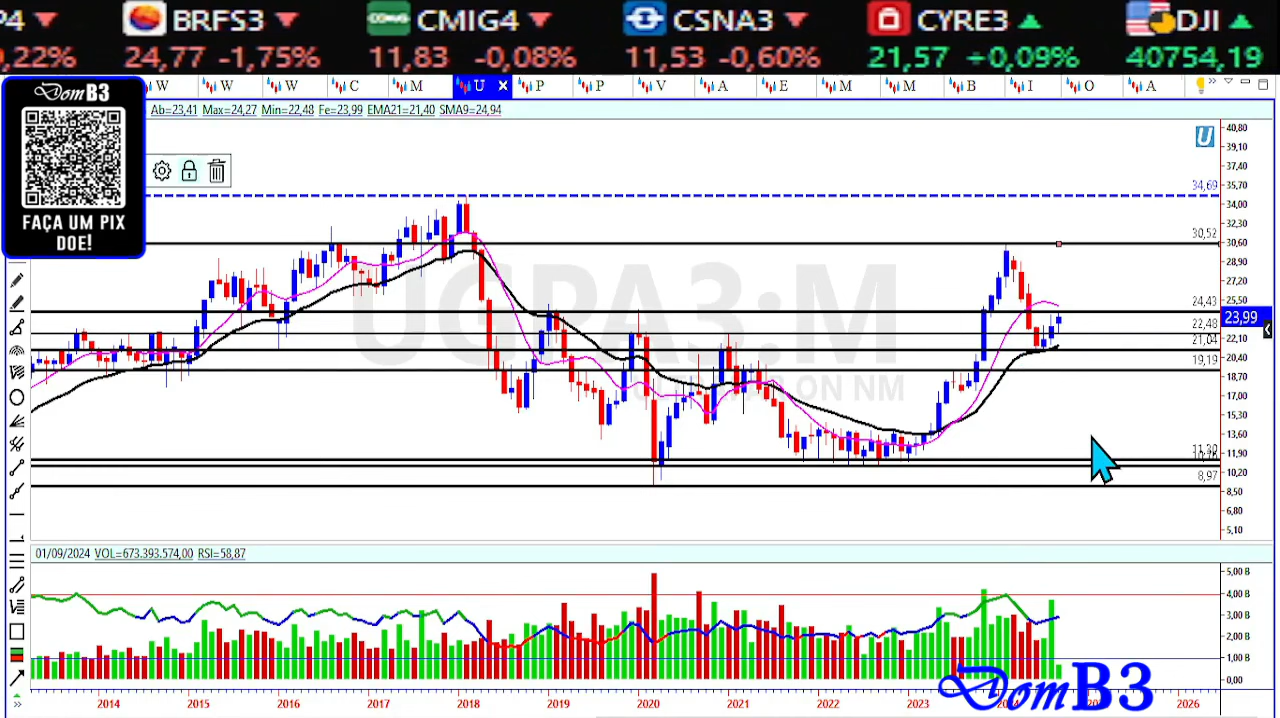 P4 BRFS3 CMIG4 CSNA3 CYRE3 DJI
0,22% 24,77 -1,75% 11,83 -0,08% 11,53 -0,60% 21,57 +0,09% 40754,19
W W W C M U X P P V A E M M B I O A
DomB3
FAÇA UM PIX
DOE!
Ab=23,41 Max=24,27 Min=22,48 Fe=23,99 EMA21=21,40 SMA9=24,94
UGPA3:M
ON NM
34,69
30,52
24,43
22,48
21,04
19,19
11,30
8,97
40,80
39,10
37,40
35,70
34,00
32,30
30,60
28,90
27,20
25,50
23,99
22,10
20,40
18,70
17,00
15,30
13,60
11,90
10,20
8,50
6,80
5,10
01/09/2024 VOL=673.393.574,00 RSI=58,87
5,00 B
4,00 B
3,00 B
2,00 B
1,00 B
0,00
2014 2015 2016 2017 2018 2019 2020 2021 2022 2023 2024 2026
DomB3